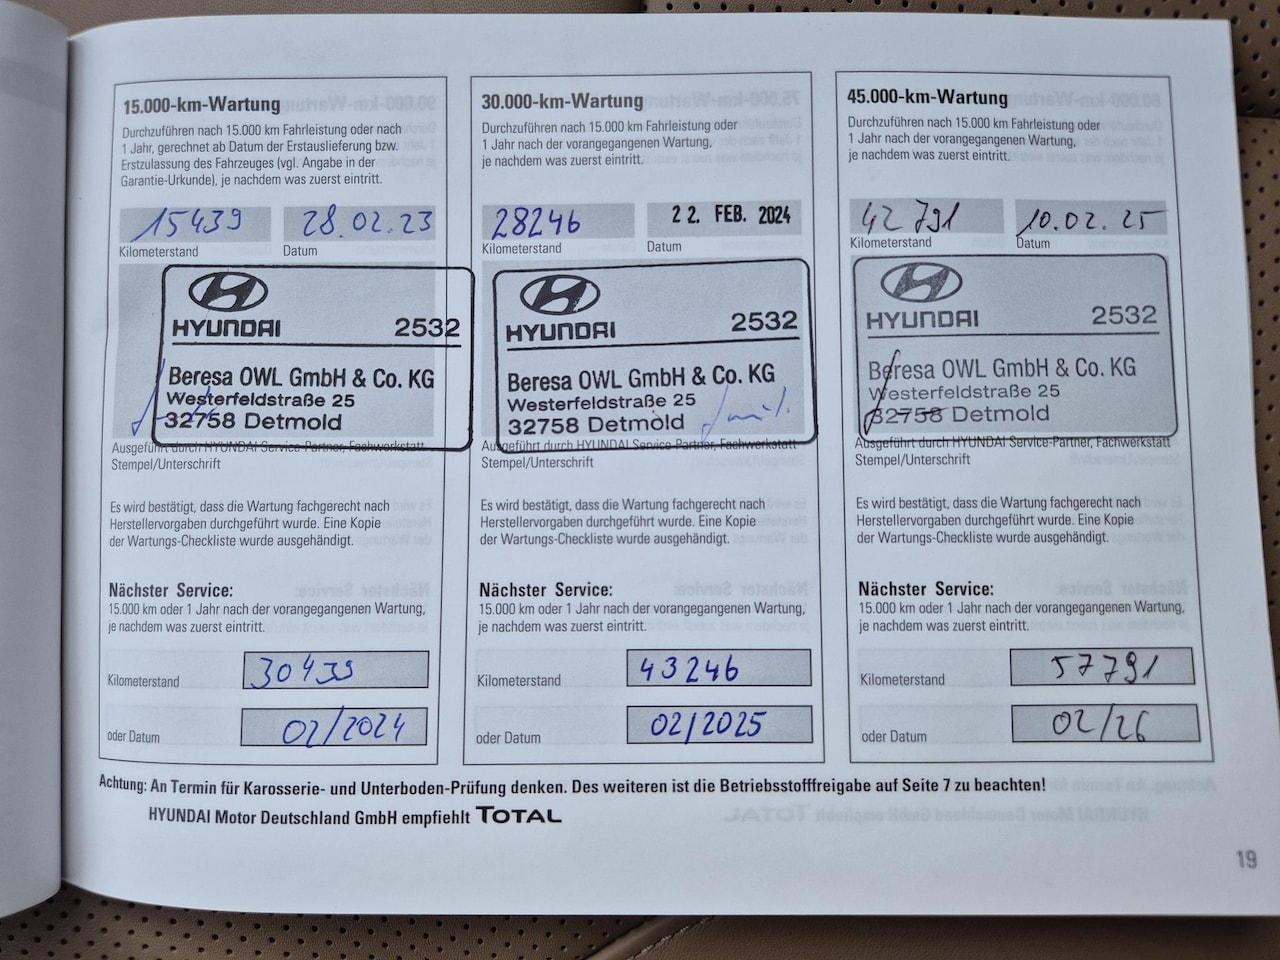 15.000-km-Wartung
Durchzuführen nach 15.000 km Fahrleistung oder nach
1 Jahr, gerechnet ab Datum der Erstauslieferung bzw.
Erstzulassung des Fahrzeuges (vgl. Angabe in der
Garantie-Urkunde), je nachdem was zuerst eintritt.
15439 28.02.23
Kilometerstand Datum
HYUNDAI 2532
Beresa OWL GmbH & Co. KG
Westerfeldstraße 25
32758 Detmold
Ausgeführt durch HYUNDAI Service-Partner, Fachwerkstatt
Stempel/Unterschrift
Es wird bestätigt, dass die Wartung fachgerecht nach
Herstellervorgaben durchgeführt wurde. Eine Kopie
der Wartungs-Checkliste wurde ausgehändigt.
Nächster Service:
15.000 km oder 1 Jahr nach der vorangegangenen Wartung,
je nachdem was zuerst eintritt.
Kilometerstand 30439
oder Datum 02/2024
30.000-km-Wartung
Durchzuführen nach 15.000 km Fahrleistung oder
1 Jahr nach der vorangegangenen Wartung,
je nachdem was zuerst eintritt.
28246 22. FEB. 2024
Kilometerstand Datum
HYUNDAI 2532
Beresa OWL GmbH & Co. KG
Westerfeldstraße 25
32758 Detmold
Ausgeführt durch HYUNDAI Service-Partner, Fachwerkstatt
Stempel/Unterschrift
Es wird bestätigt, dass die Wartung fachgerecht nach
Herstellervorgaben durchgeführt wurde. Eine Kopie
der Wartungs-Checkliste wurde ausgehändigt.
Nächster Service:
15.000 km oder 1 Jahr nach der vorangegangenen Wartung,
je nachdem was zuerst eintritt.
Kilometerstand 43246
oder Datum 02/2025
45.000-km-Wartung
Durchzuführen nach 15.000 km Fahrleistung oder
1 Jahr nach der vorangegangenen Wartung,
je nachdem was zuerst eintritt.
42791 10.02.25
Kilometerstand Datum
HYUNDAI 2532
Beresa OWL GmbH & Co. KG
Westerfeldstraße 25
32758 Detmold
Ausgeführt durch HYUNDAI Service-Partner, Fachwerkstatt
Stempel/Unterschrift
Es wird bestätigt, dass die Wartung fachgerecht nach
Herstellervorgaben durchgeführt wurde. Eine Kopie
der Wartungs-Checkliste wurde ausgehändigt.
Nächster Service:
15.000 km oder 1 Jahr nach der vorangegangenen Wartung,
je nachdem was zuerst eintritt.
Kilometerstand 57791
oder Datum 02/26
Achtung: An Termin für Karosserie- und Unterboden-Prüfung denken. Des weiteren ist die Betriebsstofffreigabe auf Seite 7 zu beachten!
HYUNDAI Motor Deutschland GmbH empfiehlt TOTAL
19